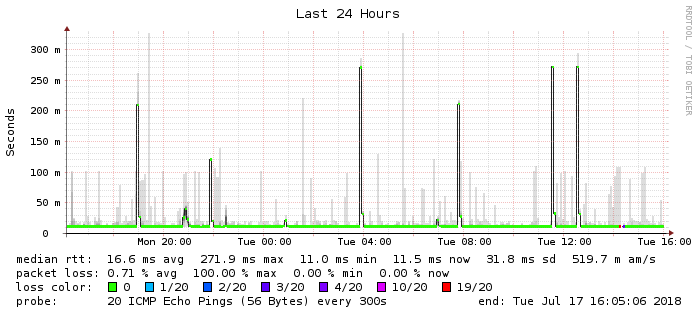 Last 24 Hours
RRDTOOL / TOBI OETIKER
Seconds
300 m
250 m
200 m
150 m
100 m
50 m
0
Mon 20:00 Tue 00:00 Tue 04:00 Tue 08:00 Tue 12:00 Tue 16:00
median rtt: 16.6 ms avg 271.9 ms max 11.0 ms min 11.5 ms now 31.8 ms sd 519.7 m am/s
packet loss: 0.71 % avg 100.00 % max 0.00 % min 0.00 % now
loss color: 0 1/20 2/20 3/20 4/20 10/20 19/20
probe: 20 ICMP Echo Pings (56 Bytes) every 300s end: Tue Jul 17 16:05:06 2018